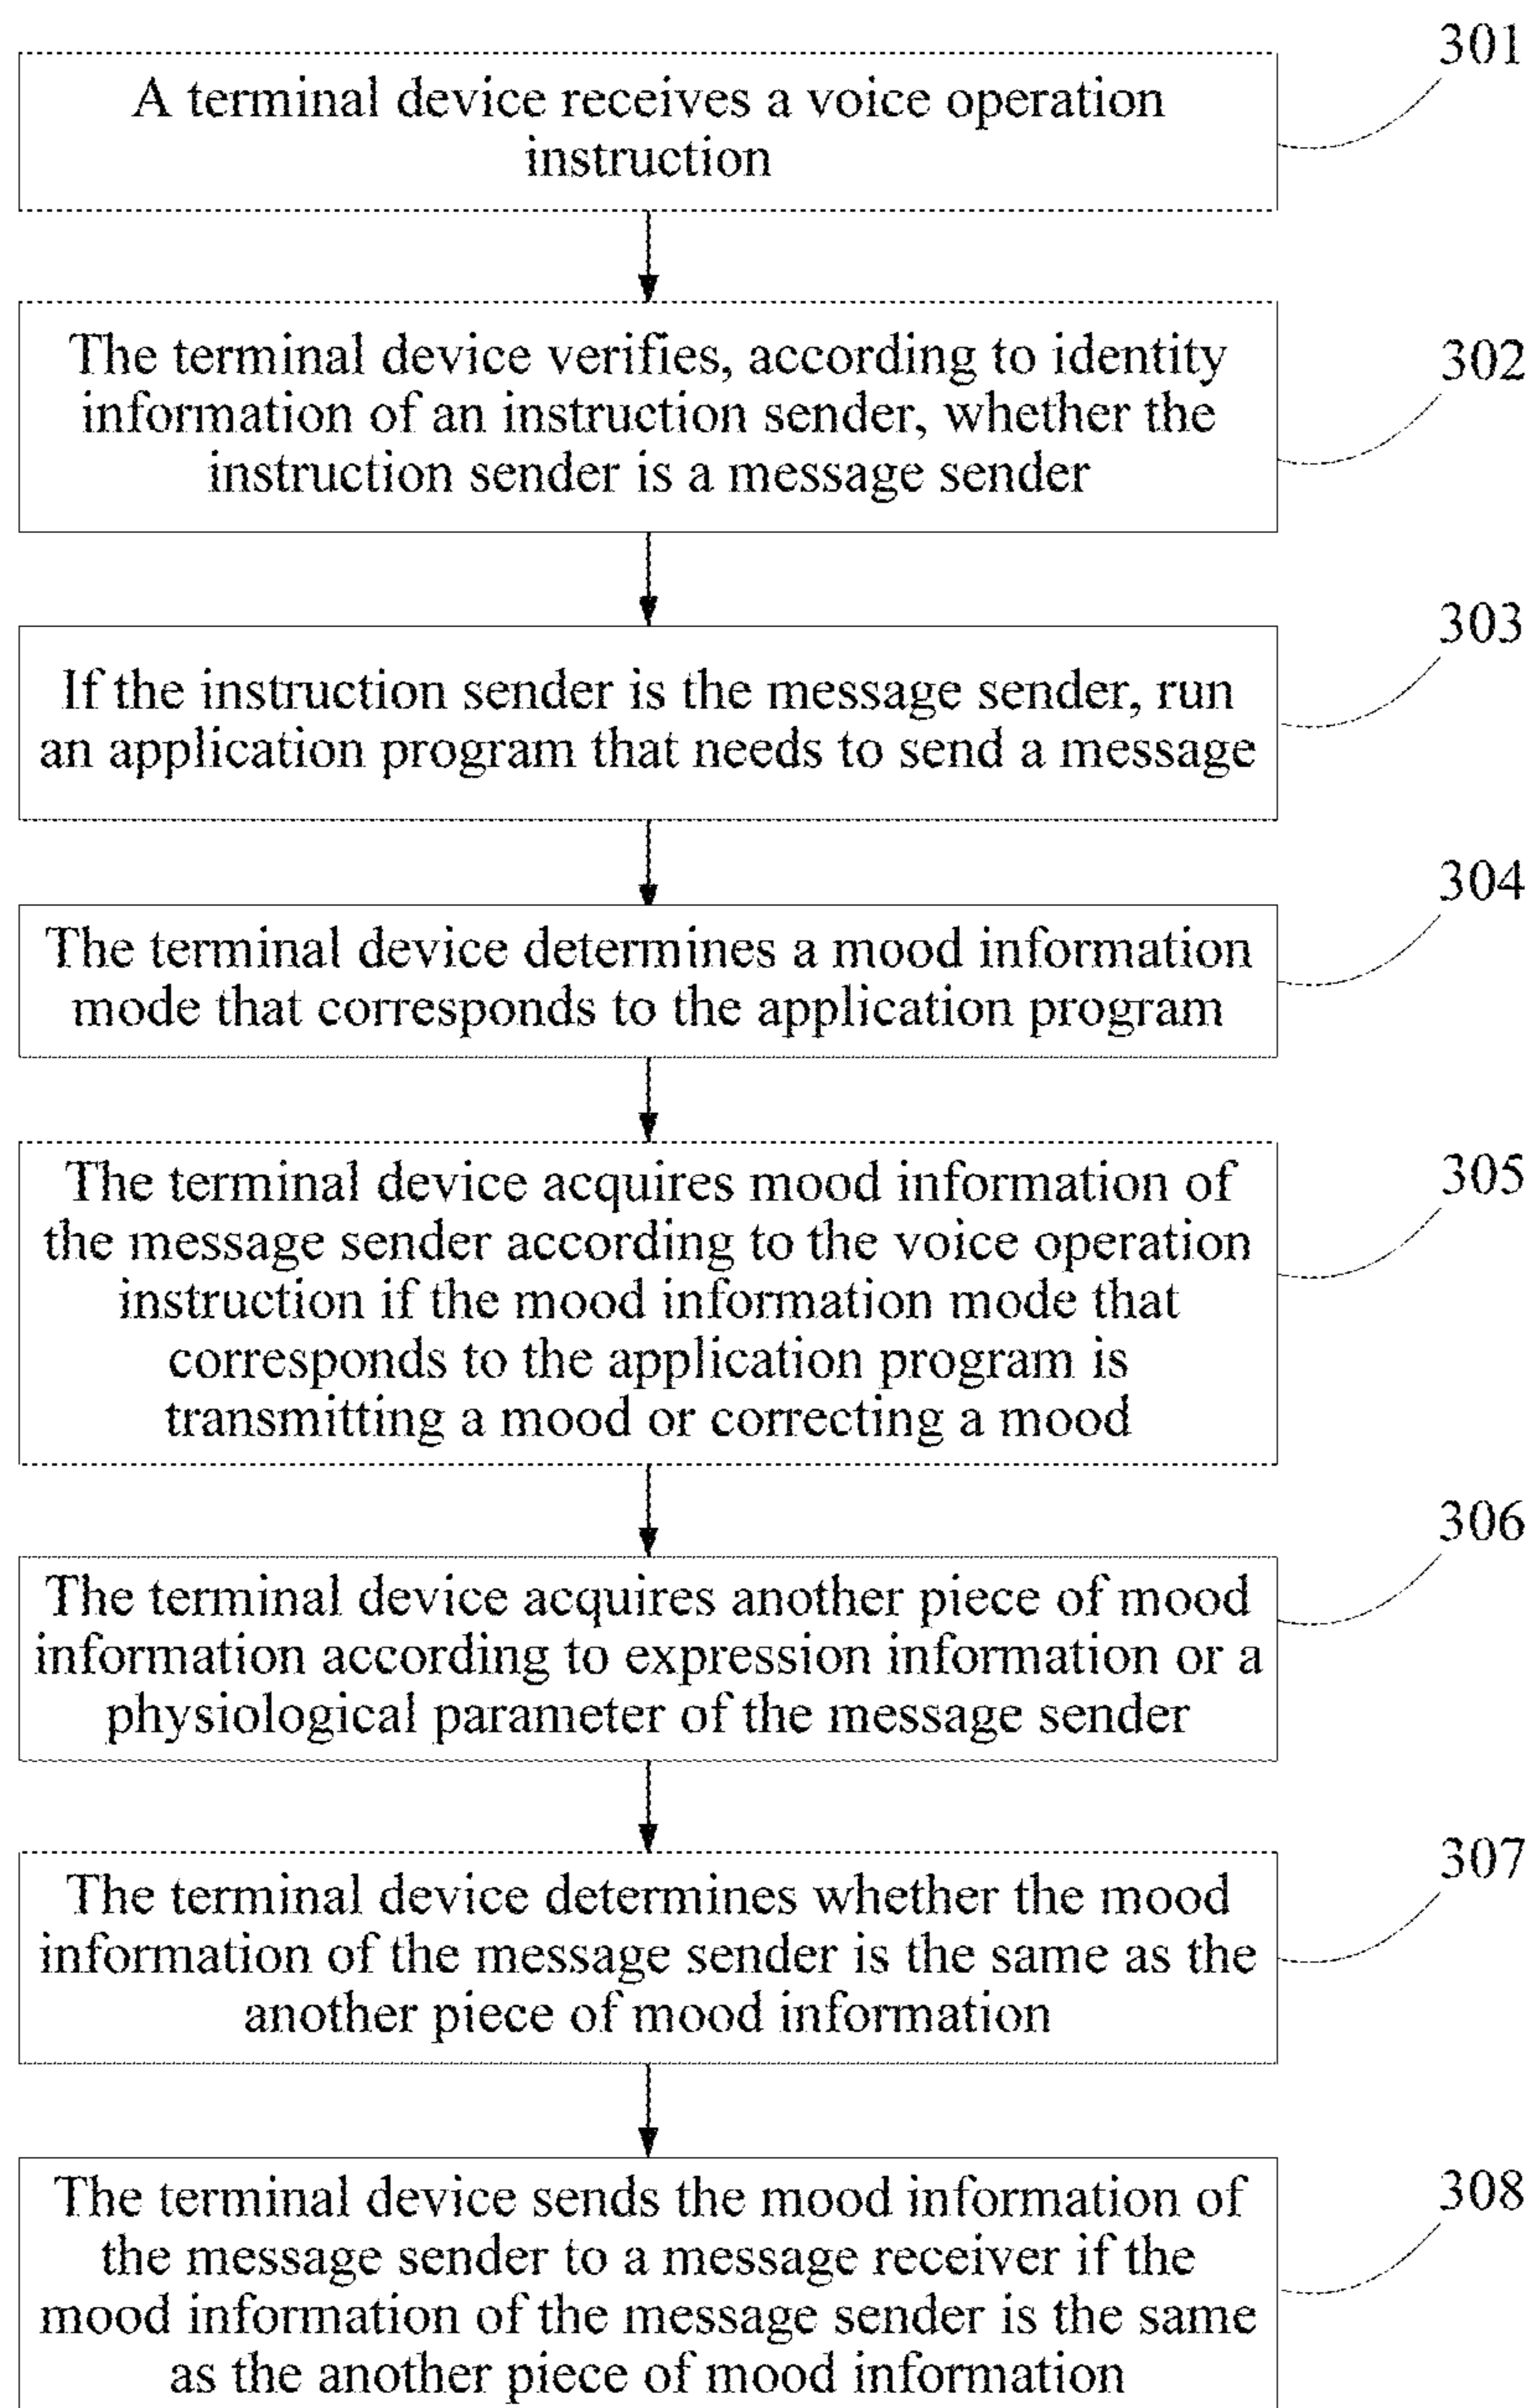 301
A terminal device receives a voice operation
instruction
302
The terminal device verifies, according to identity
information of an instruction sender, whether the
instruction sender is a message sender
303
If the instruction sender is the message sender, run
an application program that needs to send a message
304
The terminal device determines a mood information
mode that corresponds to the application program
305
The terminal device acquires mood information of
the message sender according to the voice operation
instruction if the mood information mode that
corresponds to the application program is
transmitting a mood or correcting a mood
306
The terminal device acquires another piece of mood
information according to expression information or a
physiological parameter of the message sender
307
The terminal device determines whether the mood
information of the message sender is the same as the
another piece of mood information
308
The terminal device sends the mood information of
the message sender to a message receiver if the
mood information of the message sender is the same
as the another piece of mood information